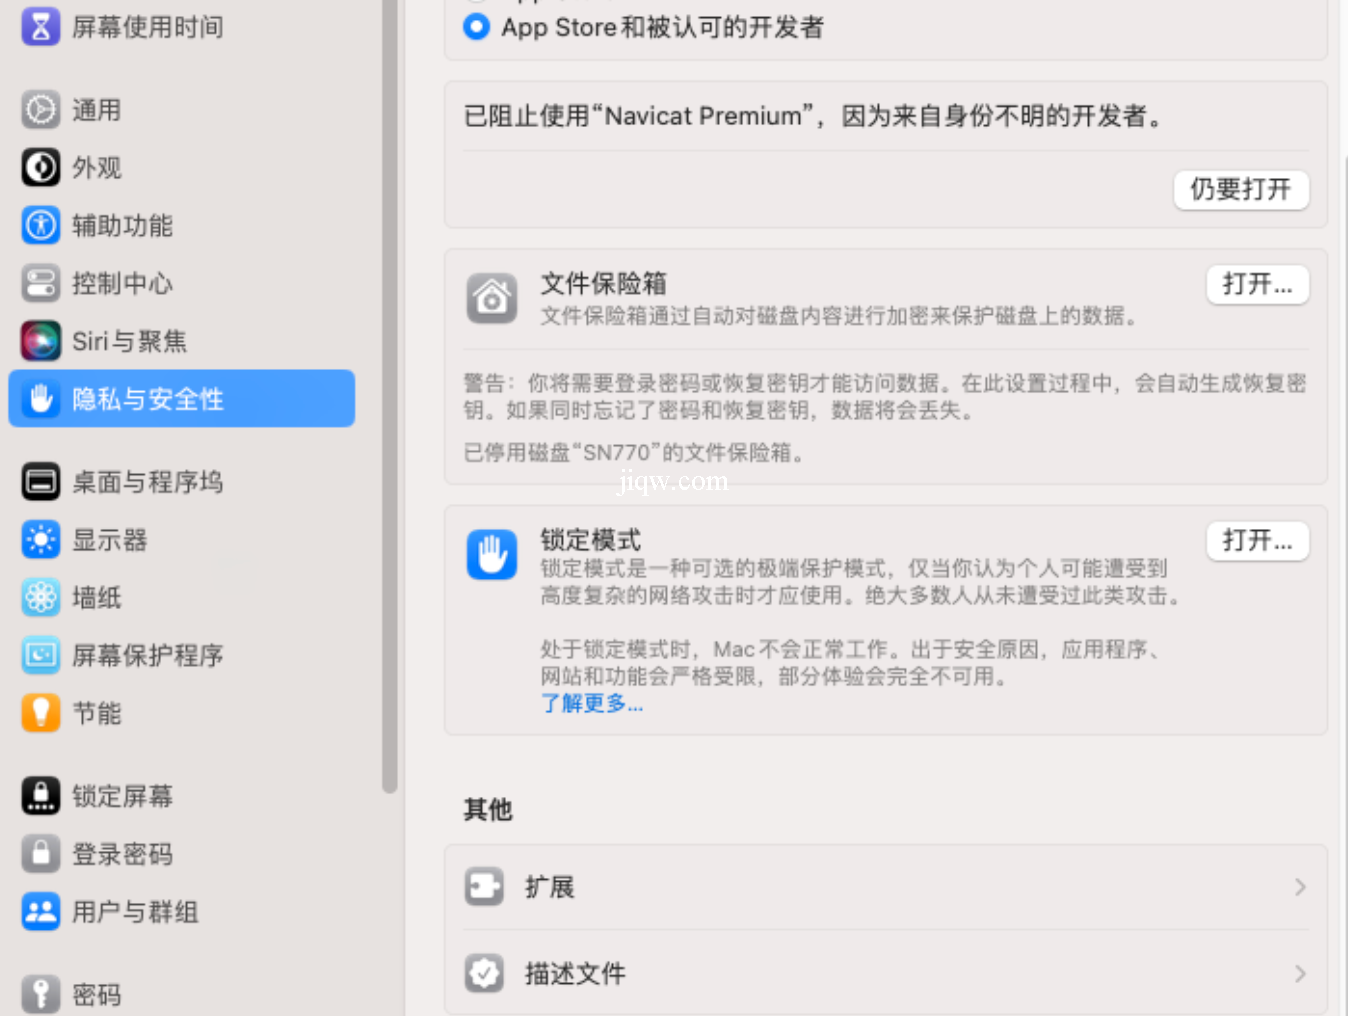 屏幕使用时间
通用
外观
辅助功能
控制中心
Siri与聚焦
隐私与安全性
桌面与程序坞
显示器
墙纸
屏幕保护程序
节能
锁定屏幕
登录密码
用户与群组
密码
App Store和被认可的开发者
已阻止使用“Navicat Premium”，因为来自身份不明的开发者。
仍要打开
文件保险箱
打开...
文件保险箱通过自动对磁盘内容进行加密来保护磁盘上的数据。
警告：你将需要登录密码或恢复密钥才能访问数据。在此设置过程中，会自动生成恢复密
钥。如果同时忘记了密码和恢复密钥，数据将会丢失。
已停用磁盘“SN770”的文件保险箱。
jiqw.com
锁定模式
打开...
锁定模式是一种可选的极端保护模式，仅当你认为个人可能遭受到
高度复杂的网络攻击时才应使用。绝大多数人从未遭受过此类攻击。
处于锁定模式时，Mac不会正常工作。出于安全原因，应用程序、
网站和功能会严格受限，部分体验会完全不可用。
了解更多...
其他
扩展
描述文件